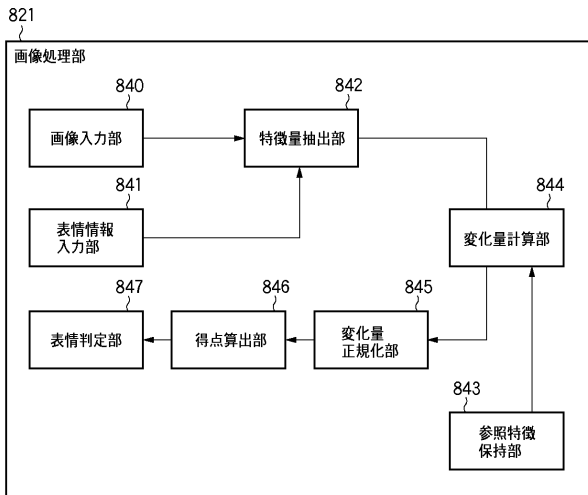 821
画像処理部
840
画像入力部
842
特徴量抽出部
841
表情情報
入力部
844
変化量計算部
847
表情判定部
846
得点算出部
845
変化量
正規化部
843
参照特徴
保持部